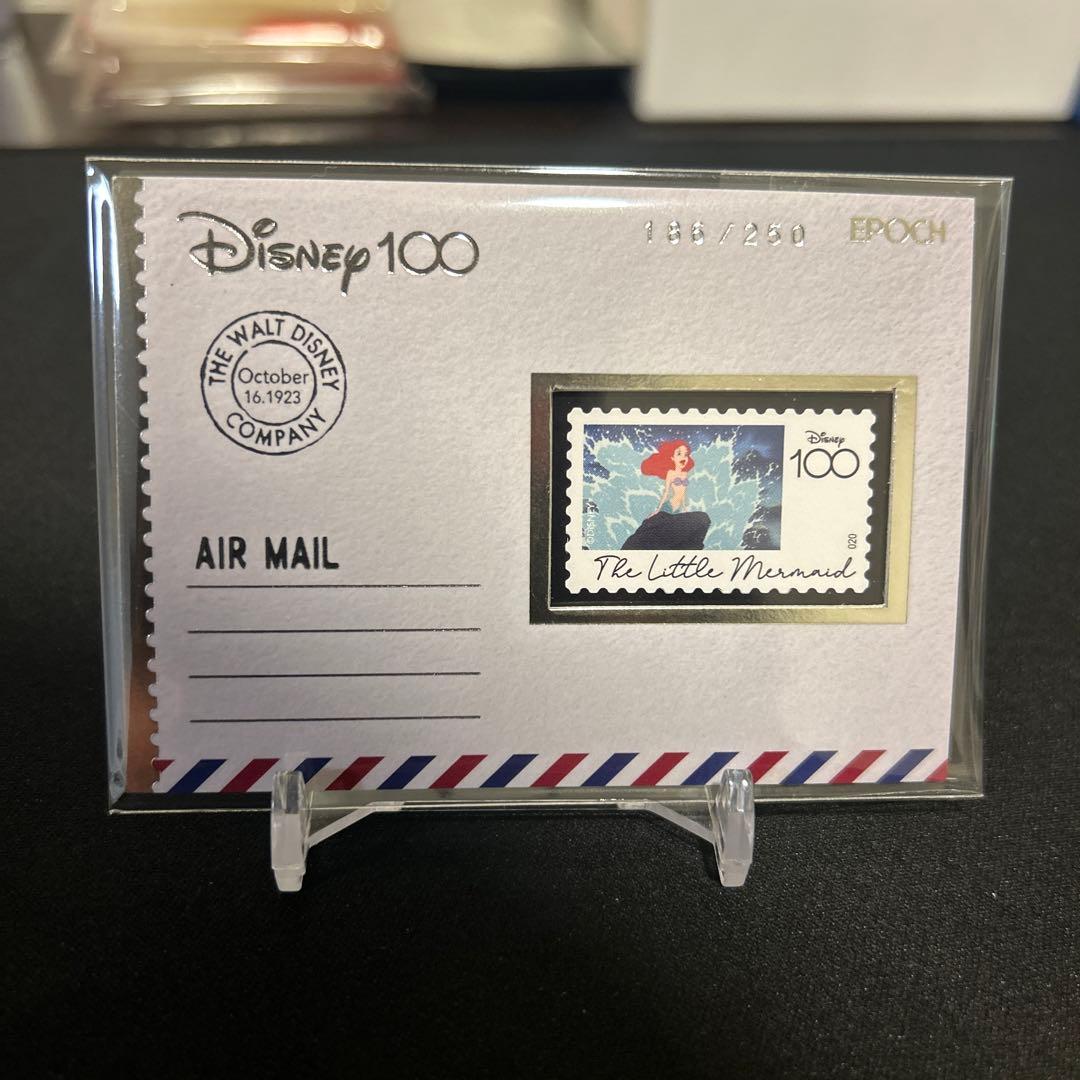 Disney100
186/250 EPOCH
THE WALT DISNEY COMPANY
October
16.1923
Disney
100
©DISNEY
020
The Little Mermaid
AIR MAIL